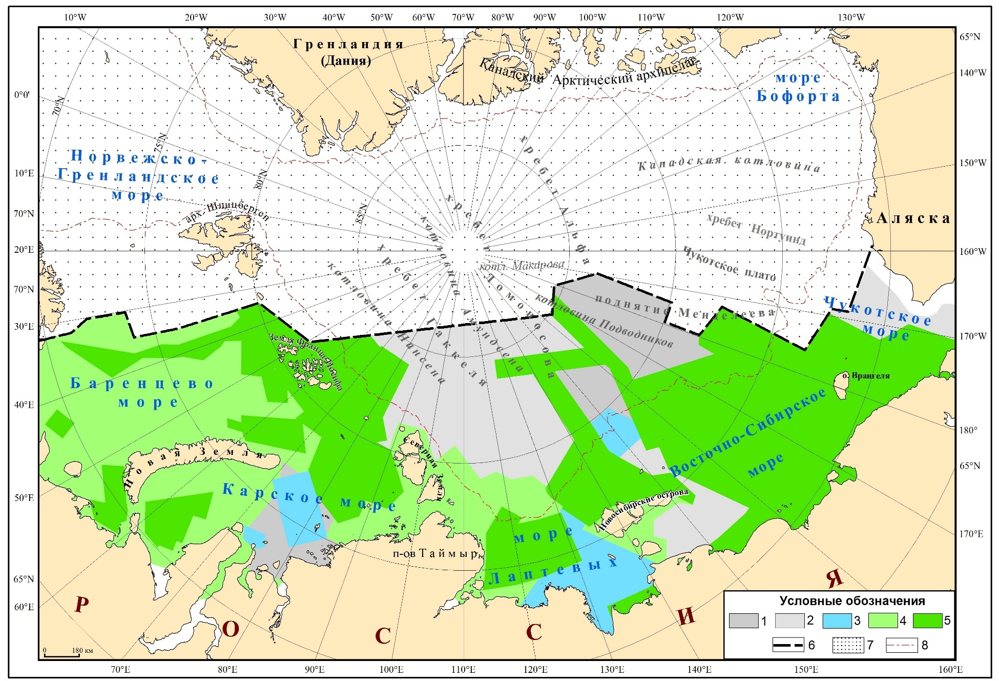 10°W 20°W 30°W 40°W 50°W 60°W 70°W 80°W 90°W 100°W 110°W 120°W 130°W
65°N
140°W
150°W
160°W
170°W
180°
65°N
170°E
0°0'
10°E
70°N
20°E
70°N
30°E
40°E
50°E
65°N
60°E
70°N
75°N
80°N
85°N
Гренландия
(Дания)
Канадский Арктический архипелаг
море
Бофорта
Норвежско-
Гренландское
море
арх. Шпицберген
хребет Альфа
Канадская котловина
хребет Нортуинд
Чукотское плато
Аляска
хребет Ломоносова
котловина Амундсена
хребет Гаккеля
котловина Нансена
котл. Макарова
котловина Подводников
поднятие Менделеева
Чукотское
море
Земля Франца-Иосифа
о. Врангеля
Баренцево
море
Восточно-Сибирское
море
Новая Земля
Северная
Земля
Карское море
Новосибирские острова
море
Лаптевых
п-ов Таймыр
Р О С С И Я
Условные обозначения
1 2 3 4 5
6 7 8
0 180 км
70°E 80°E 90°E 100°E 110°E 120°E 130°E 140°E 150°E 160°E